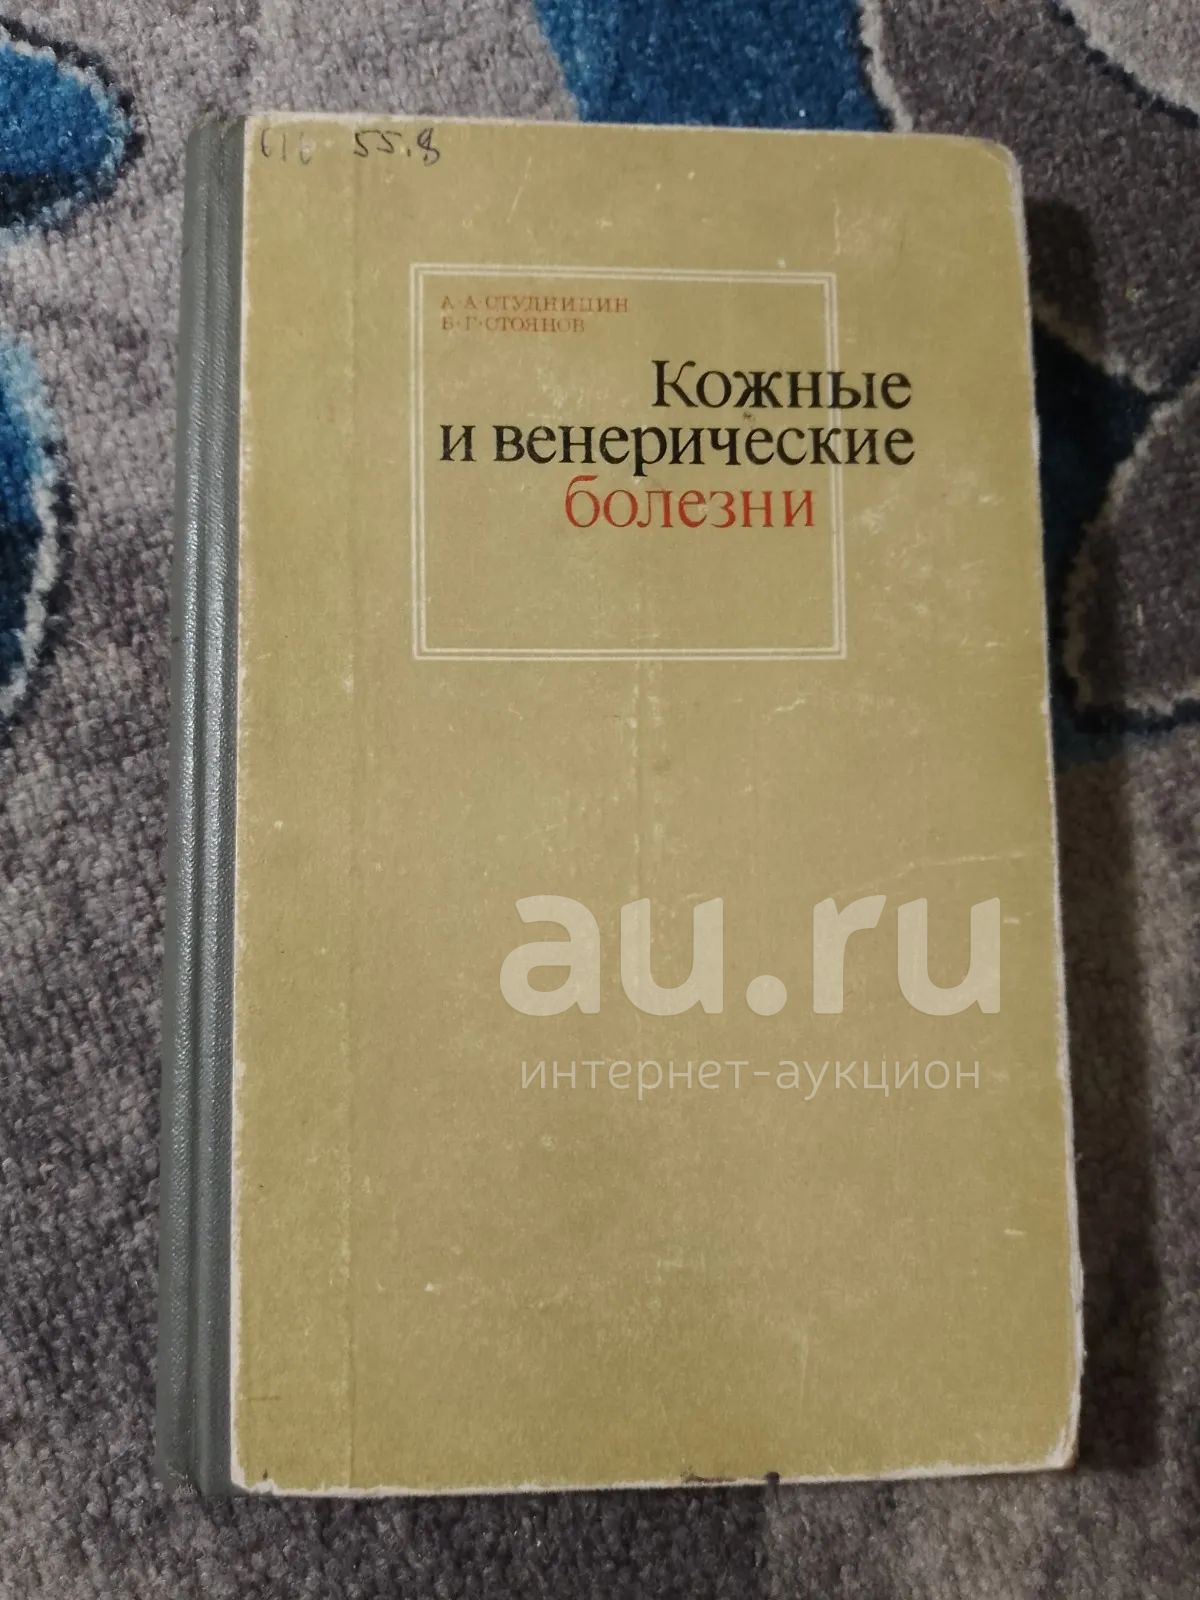 616 55.8
А·А·СТУДНИЦИН
Б·Г·СТОЯНОВ
Кожные
и венерические
болезни
au.ru
интернет-аукцион